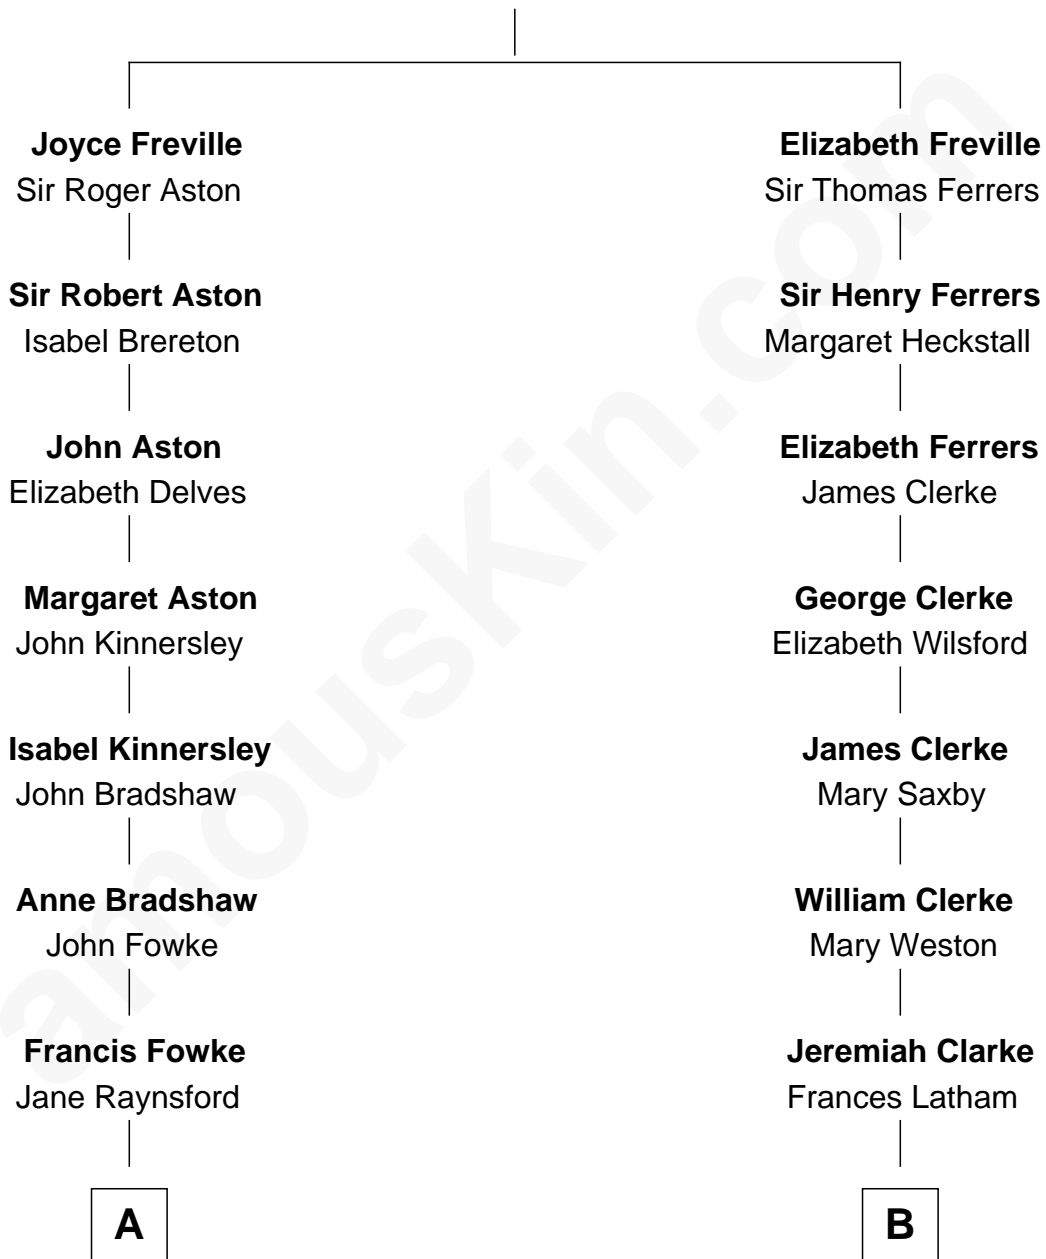 Joyce Freville
Sir Roger Aston
Sir Robert Aston
Isabel Brereton
John Aston
Elizabeth Delves
Margaret Aston
John Kinnersley
Isabel Kinnersley
John Bradshaw
Anne Bradshaw
John Fowke
Francis Fowke
Jane Raynsford
A
Elizabeth Freville
Sir Thomas Ferrers
Sir Henry Ferrers
Margaret Heckstall
Elizabeth Ferrers
James Clerke
George Clerke
Elizabeth Wilsford
James Clerke
Mary Saxby
William Clerke
Mary Weston
Jeremiah Clarke
Frances Latham
B
amousKin.com